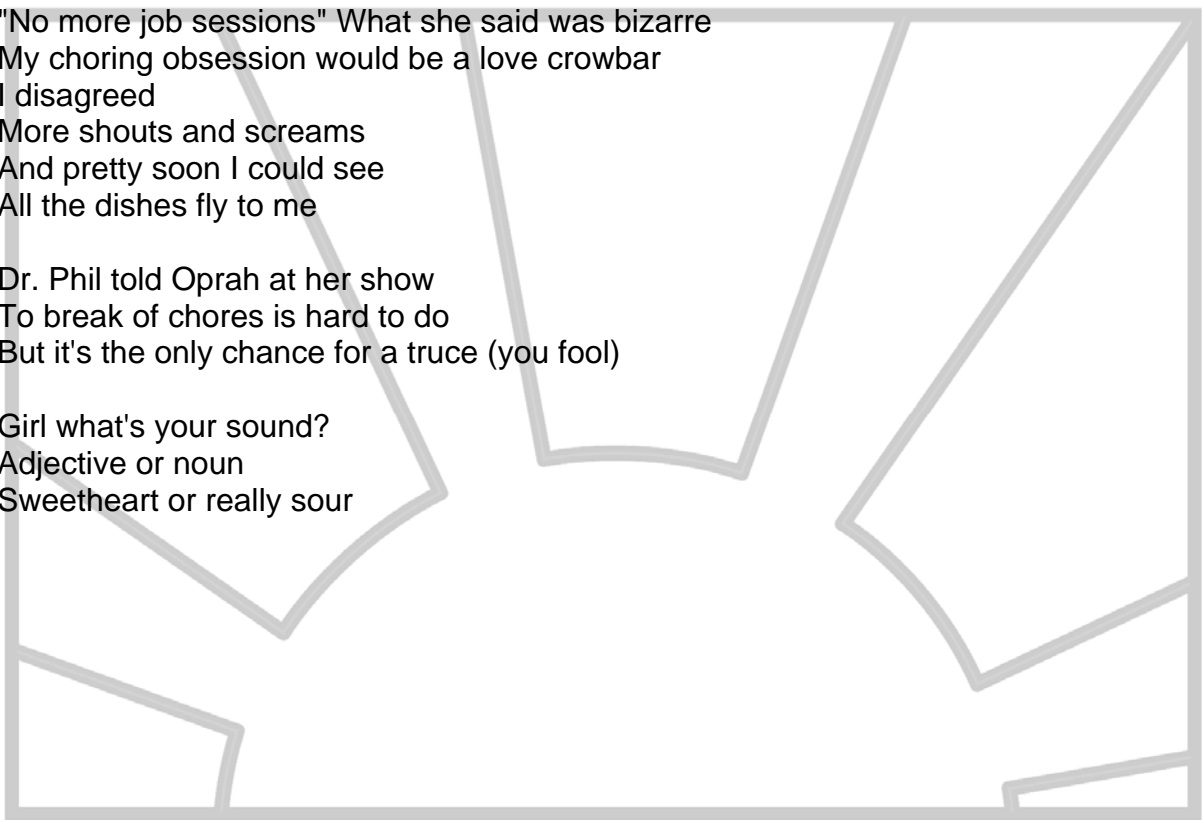 "No more job sessions" What she said was bizarre
My choring obsession would be a love crowbar
I disagreed
More shouts and screams
And pretty soon I could see
All the dishes fly to me
Dr. Phil told Oprah at her show
To break of chores is hard to do
But it's the only chance for a truce (you fool)
Girl what's your sound?
Adjective or noun
Sweetheart or really sour